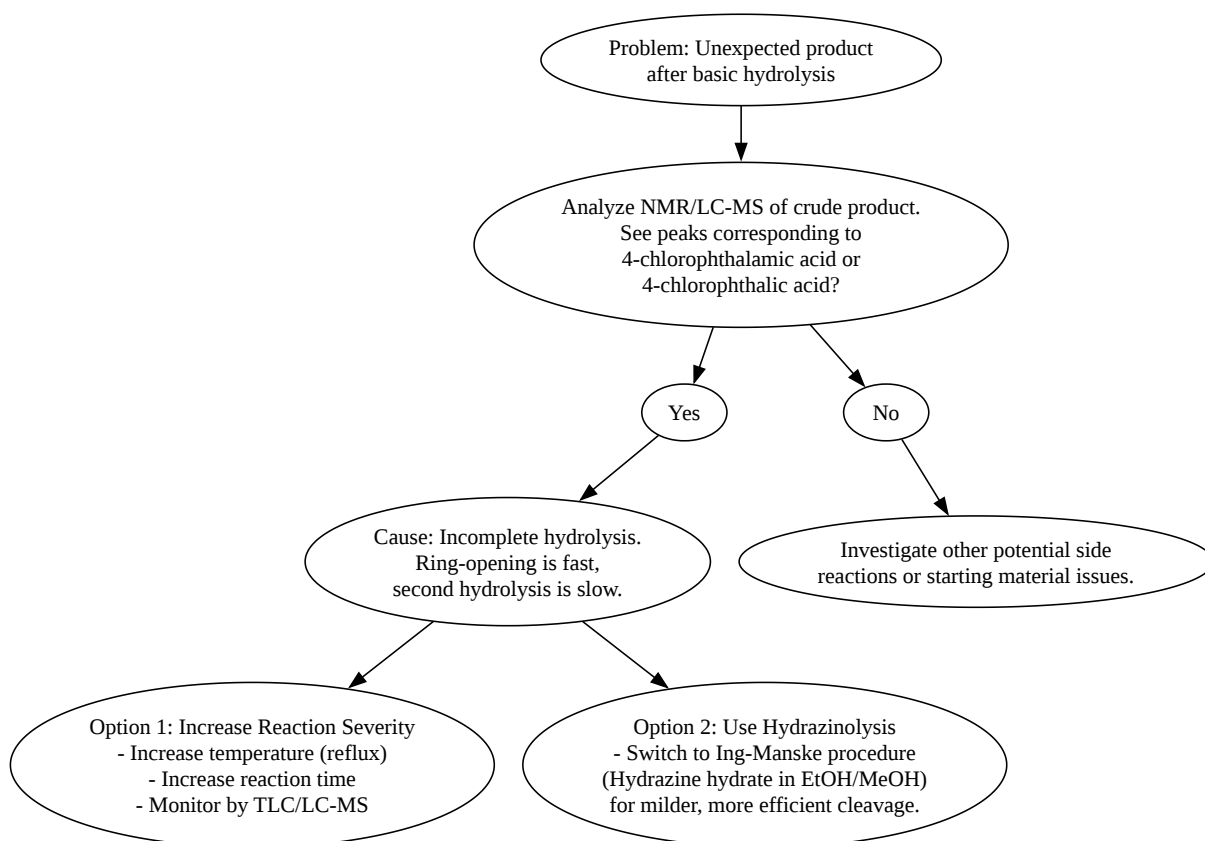 Problem: Unexpected product
after basic hydrolysis
Analyze NMR/LC-MS of crude product.
See peaks corresponding to
4-chlorophthalamic acid or
4-chlorophthalic acid?
Yes
No
Cause: Incomplete hydrolysis.
Ring-opening is fast,
second hydrolysis is slow.
Investigate other potential side
reactions or starting material issues.
Option 1: Increase Reaction Severity
- Increase temperature (reflux)
- Increase reaction time
- Monitor by TLC/LC-MS
Option 2: Use Hydrazinolysis
- Switch to Ing-Manske procedure
(Hydrazine hydrate in EtOH/MeOH)
for milder, more efficient cleavage.